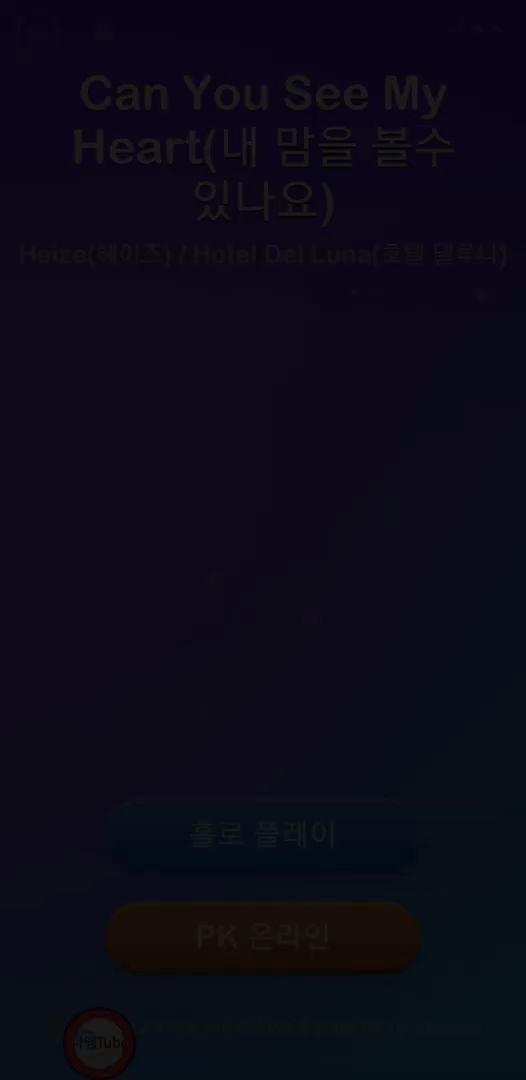 Can You See My
Heart(내 맘을 볼수
있나요)
Heize(헤이즈) / Hotel Del Luna(호텔 델루나)
홀로 플레이
PK 온라인